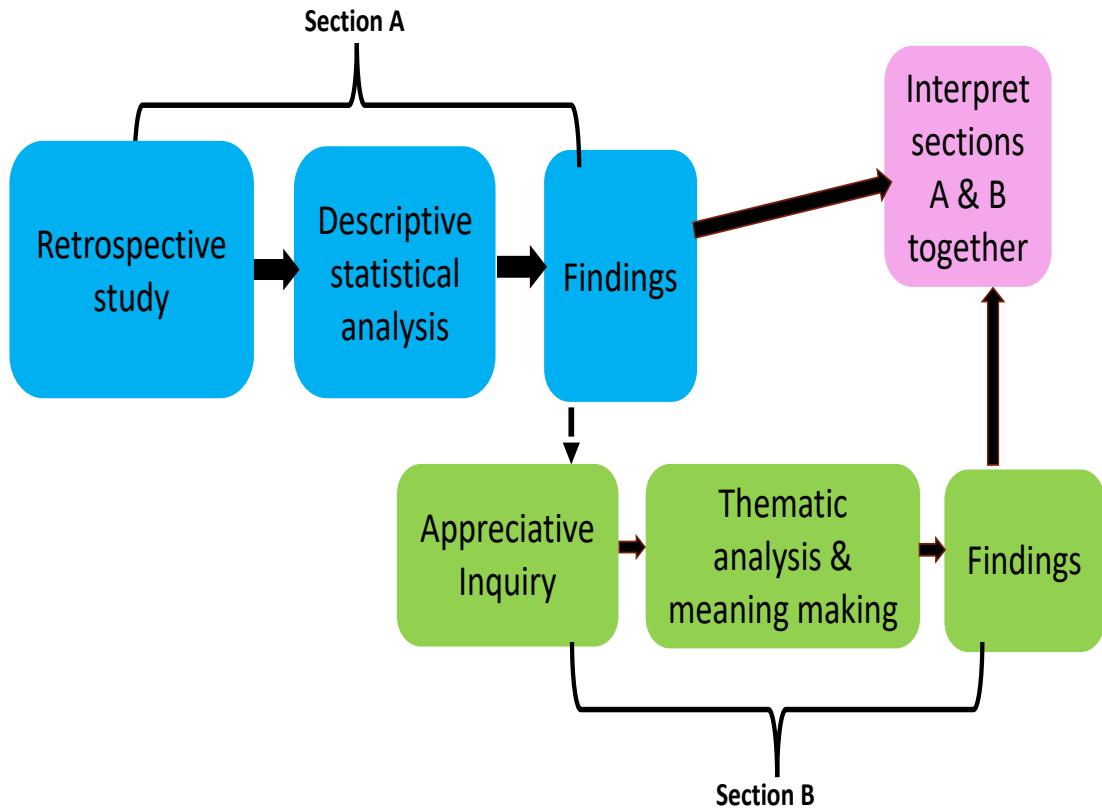 Section A
Retrospective
study
Descriptive
statistical
analysis
Findings
Interpret
sections
A & B
together
Appreciative
Inquiry
Thematic
analysis &
meaning making
Findings
Section B